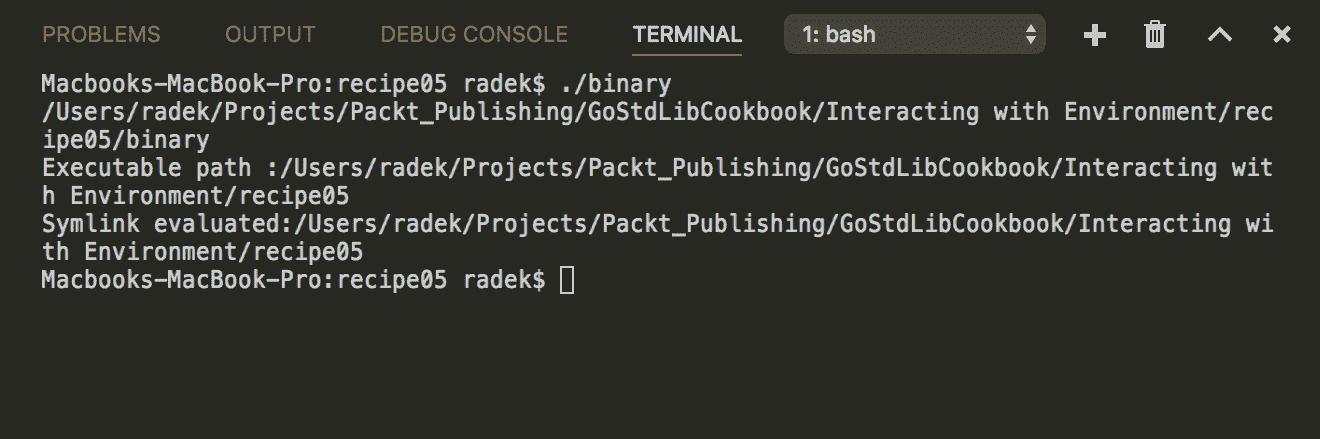 PROBLEMS OUTPUT DEBUG CONSOLE TERMINAL 1: bash
Macbooks-MacBook-Pro:recipe05 radek$ ./binary
/Users/radek/Projects/Packt_Publishing/GoStdLibCookbook/Interacting with Environment/rec
ipe05/binary
Executable path :/Users/radek/Projects/Packt_Publishing/GoStdLibCookbook/Interacting wit
h Environment/recipe05
Symlink evaluated:/Users/radek/Projects/Packt_Publishing/GoStdLibCookbook/Interacting wi
th Environment/recipe05
Macbooks-MacBook-Pro:recipe05 radek$